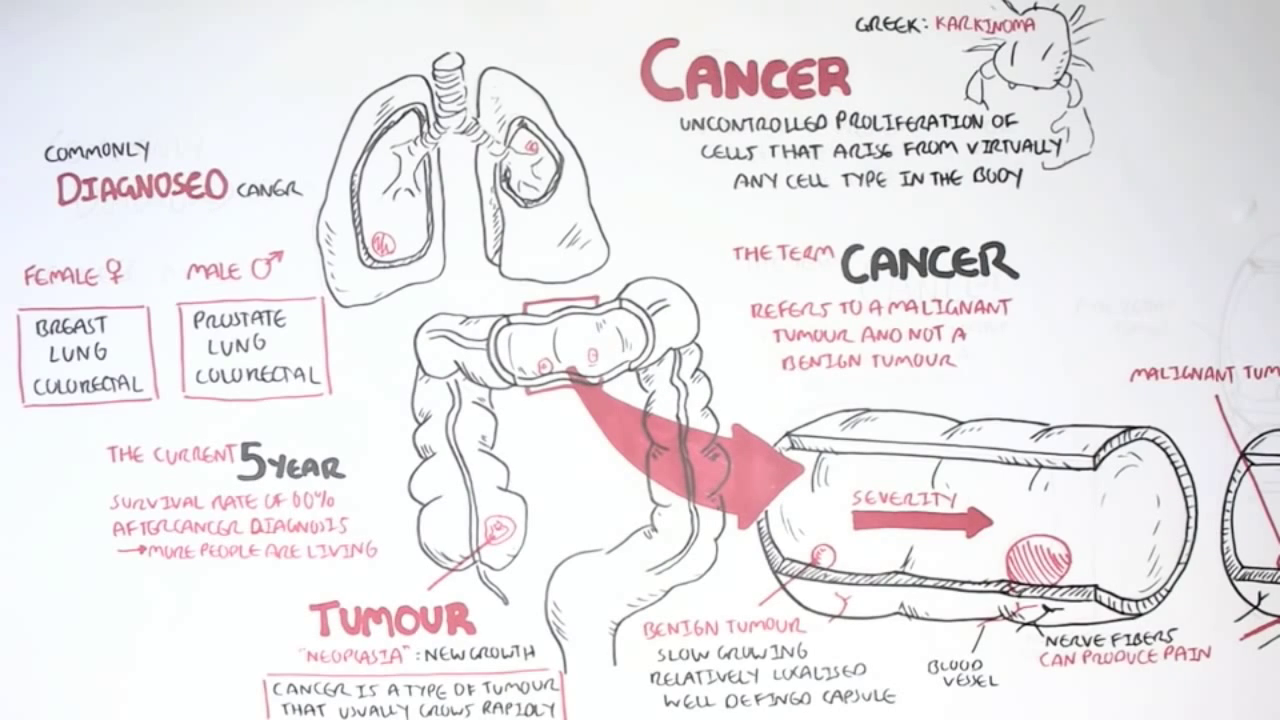 GREEK: KARKINOMA
CANCER
UNCONTROLLED PROLIFERATION OF
CELLS THAT ARISE FROM VIRTUALLY
ANY CELL TYPE IN THE BODY
COMMONLY
DIAGNOSED CANER
FEMALE ♀
BREAST
LUNG
COLORECTAL
MALE ♂
PROSTATE
LUNG
COLORECTAL
THE TERM CANCER
REFERS TO A MALIGNANT
TUMOUR AND NOT A
BENIGN TUMOUR
MALIGNANT TUM
THE CURRENT 5 YEAR
SURVIVAL RATE OF 60%
AFTER CANCER DIAGNOSIS
→MORE PEOPLE ARE LIVING
SEVERITY
TUMOUR
"NEOPLASIA": NEW GROWTH
CANCER IS A TYPE OF TUMOUR
THAT USUALLY GROWS RAPIDLY
BENIGN TUMOUR
SLOW GROWING
RELATIVELY LOCALISED
WELL DEFINED CAPSULE
BLOOD
VESSEL
NERVE FIBERS
CAN PRODUCE PAIN